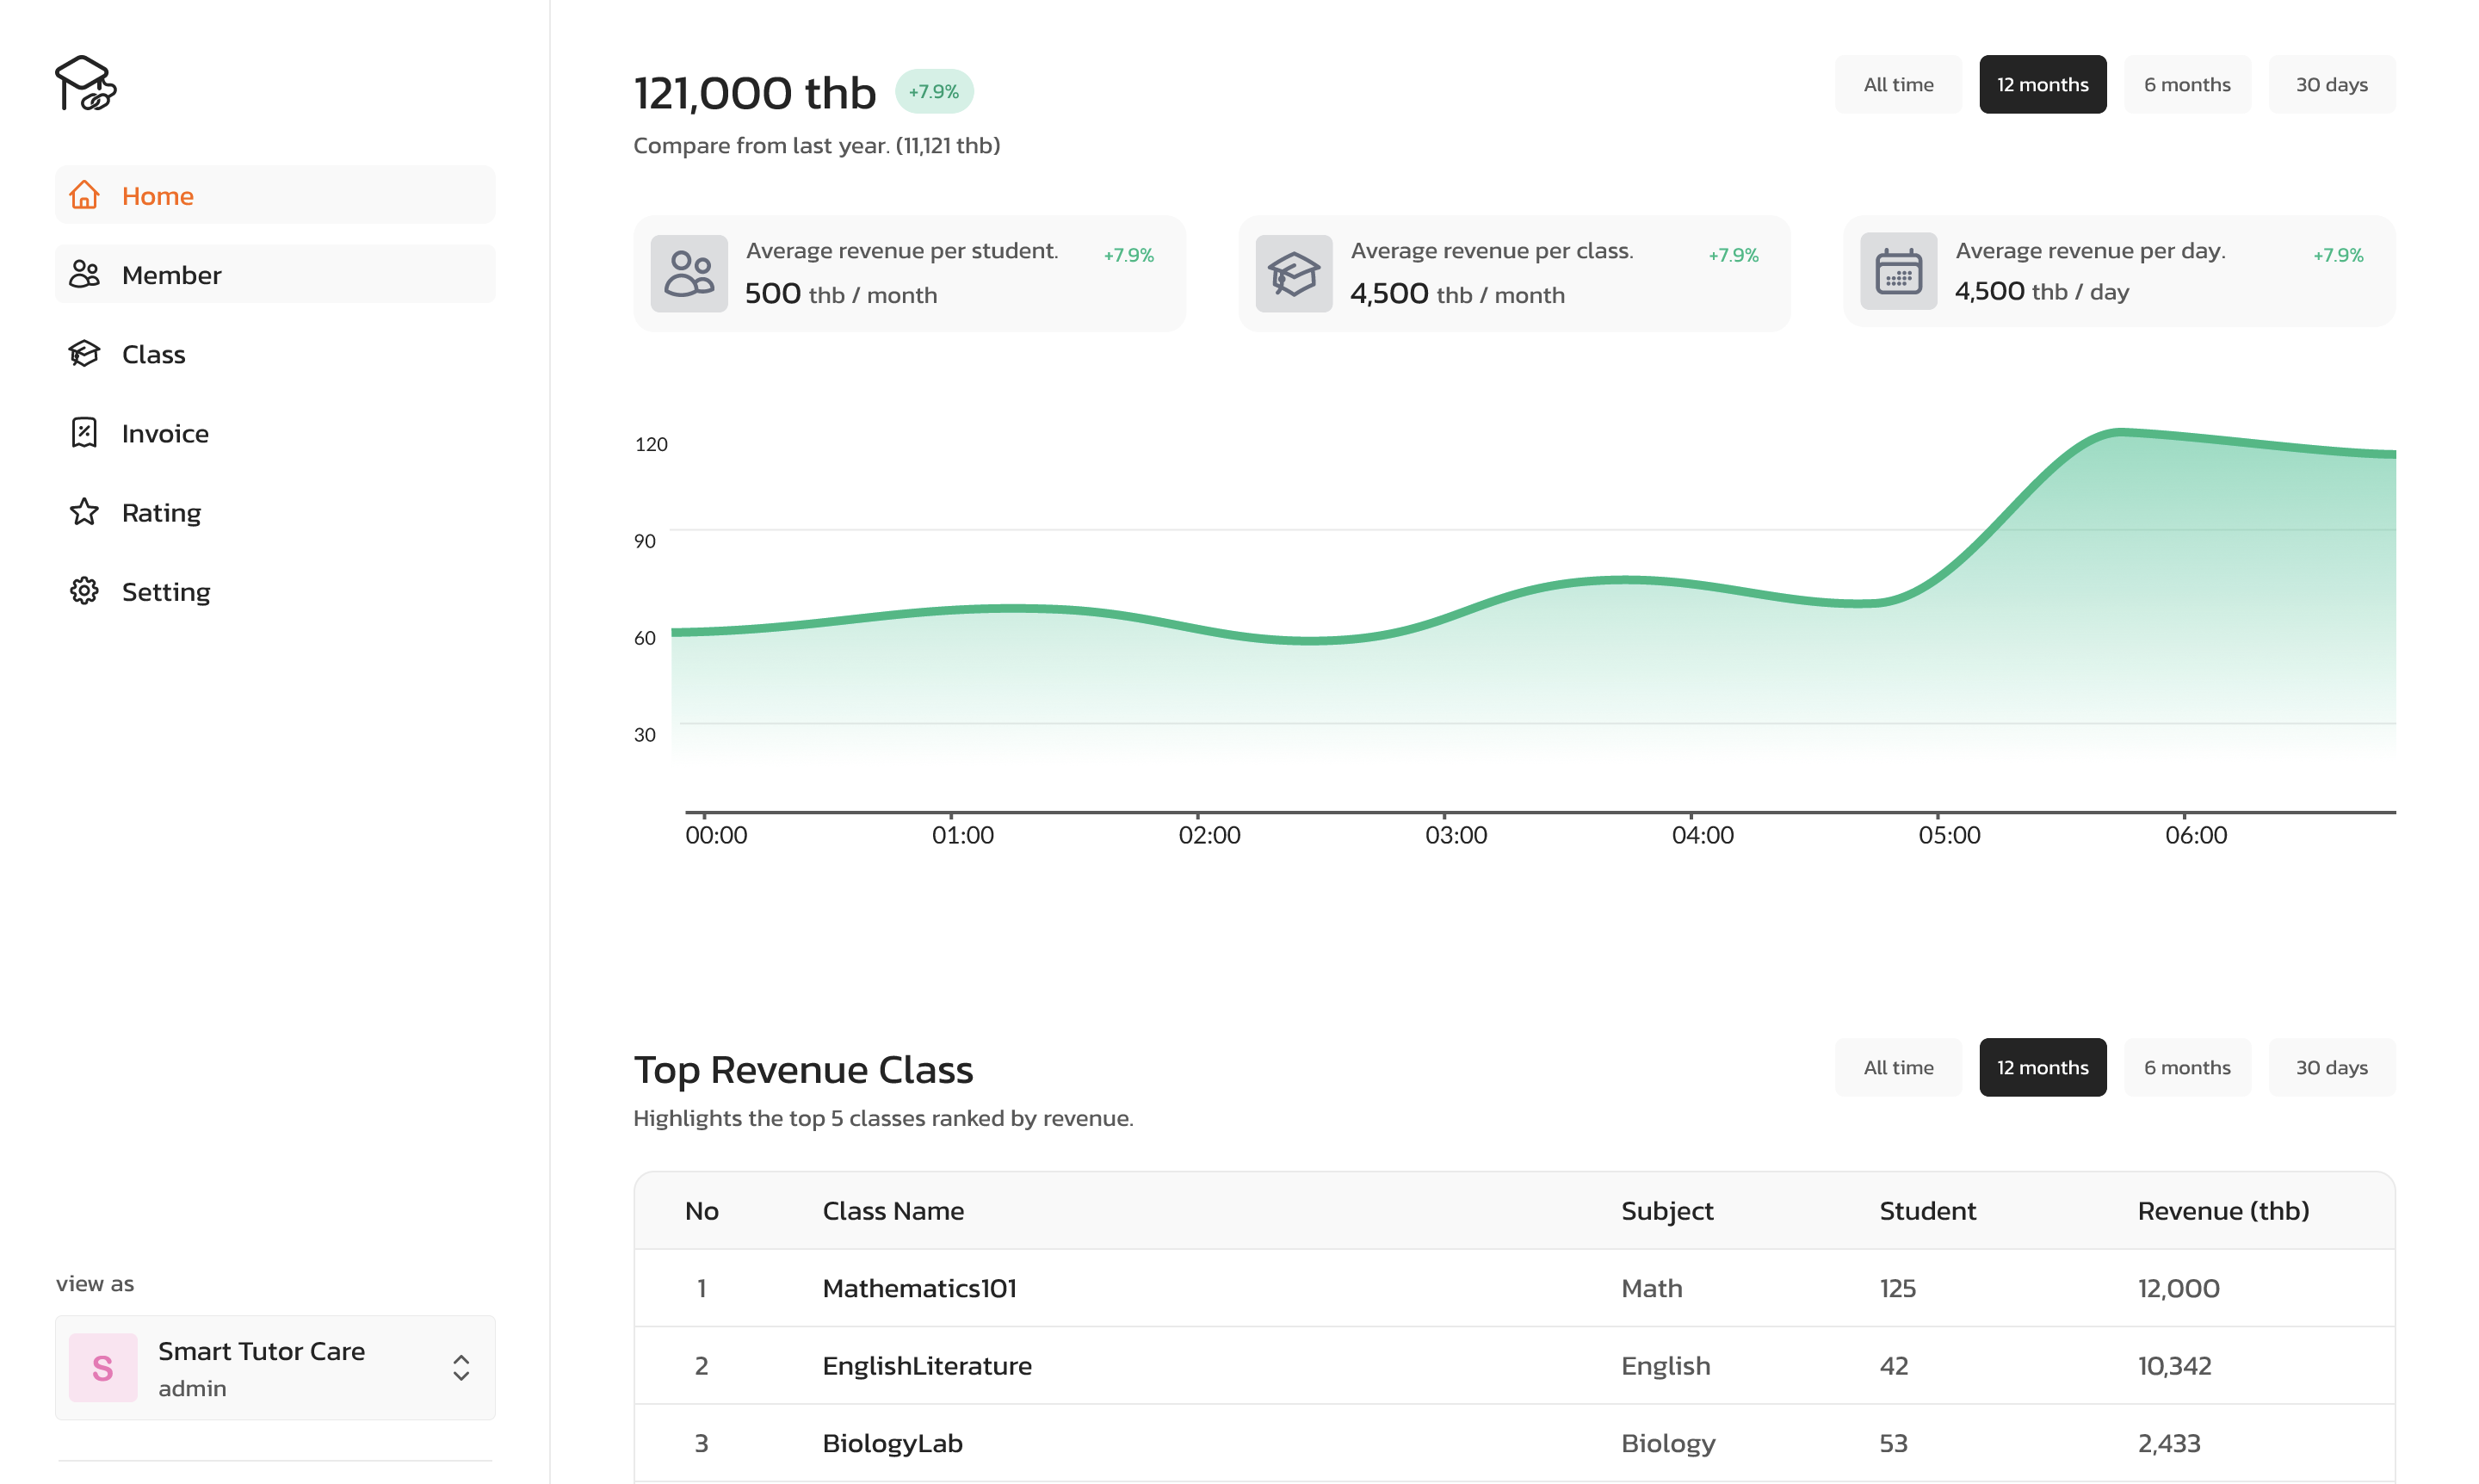 Home
Member
Class
Invoice
Rating
Setting
view as
S
Smart Tutor Care
admin
121,000 thb +7.9%
Compare from last year. (11,121 thb)
All time 12 months 6 months 30 days
Average revenue per student. +7.9%
500 thb / month
Average revenue per class. +7.9%
4,500 thb / month
Average revenue per day. +7.9%
4,500 thb / day
120
90
60
30
00:00 01:00 02:00 03:00 04:00 05:00 06:00
Top Revenue Class
Highlights the top 5 classes ranked by revenue.
All time 12 months 6 months 30 days
No Class Name Subject Student Revenue (thb)
1 Mathematics101 Math 125 12,000
2 EnglishLiterature English 42 10,342
3 BiologyLab Biology 53 2,433